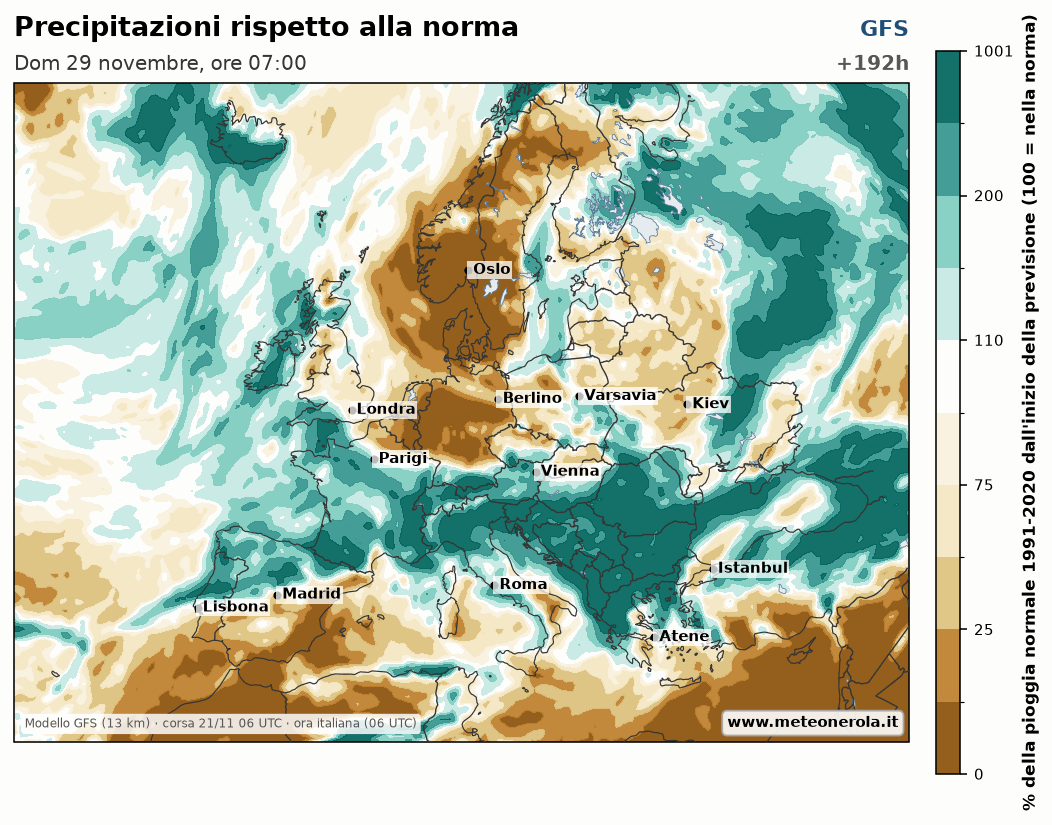 Precipitazioni rispetto alla norma
GFS
Dom 29 novembre, ore 07:00
+192h
Oslo
Londra
Berlino
Varsavia
Kiev
Parigi
Vienna
Roma
Madrid
Lisbona
Istanbul
Atene
Modello GFS (13 km) · corsa 21/11 06 UTC · ora italiana (06 UTC)
www.meteonerola.it
1001
200
110
75
25
0
% della pioggia normale 1991-2020 dall'inizio della previsione (100 = nella norma)